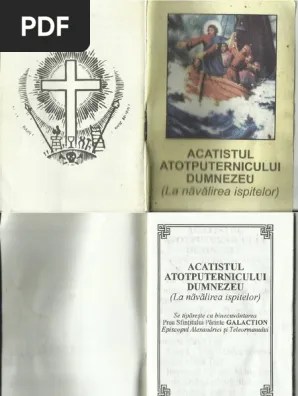 PDF
ACATISTUL
ATOTPUTERNICULUI
DUMNEZEU
(La năvălirea ispitelor)
ACATISTUL
ATOTPUTERNICULUI
DUMNEZEU
(La năvălirea ispitelor)
Se tipărește cu binecuvântarea
Prea Sfințitului Părinte GALACTION
Episcopul Alexandriei și Teleormanului